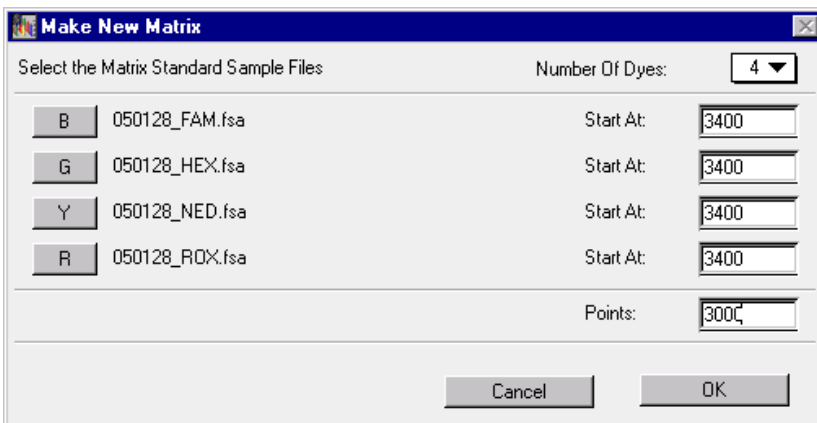 Make New Matrix
Select the Matrix Standard Sample Files Number Of Dyes: 4
B 050128_FAM.fsa Start At: 3400
G 050128_HEX.fsa Start At: 3400
Y 050128_NED.fsa Start At: 3400
R 050128_ROX.fsa Start At: 3400
Points: 3000
Cancel OK